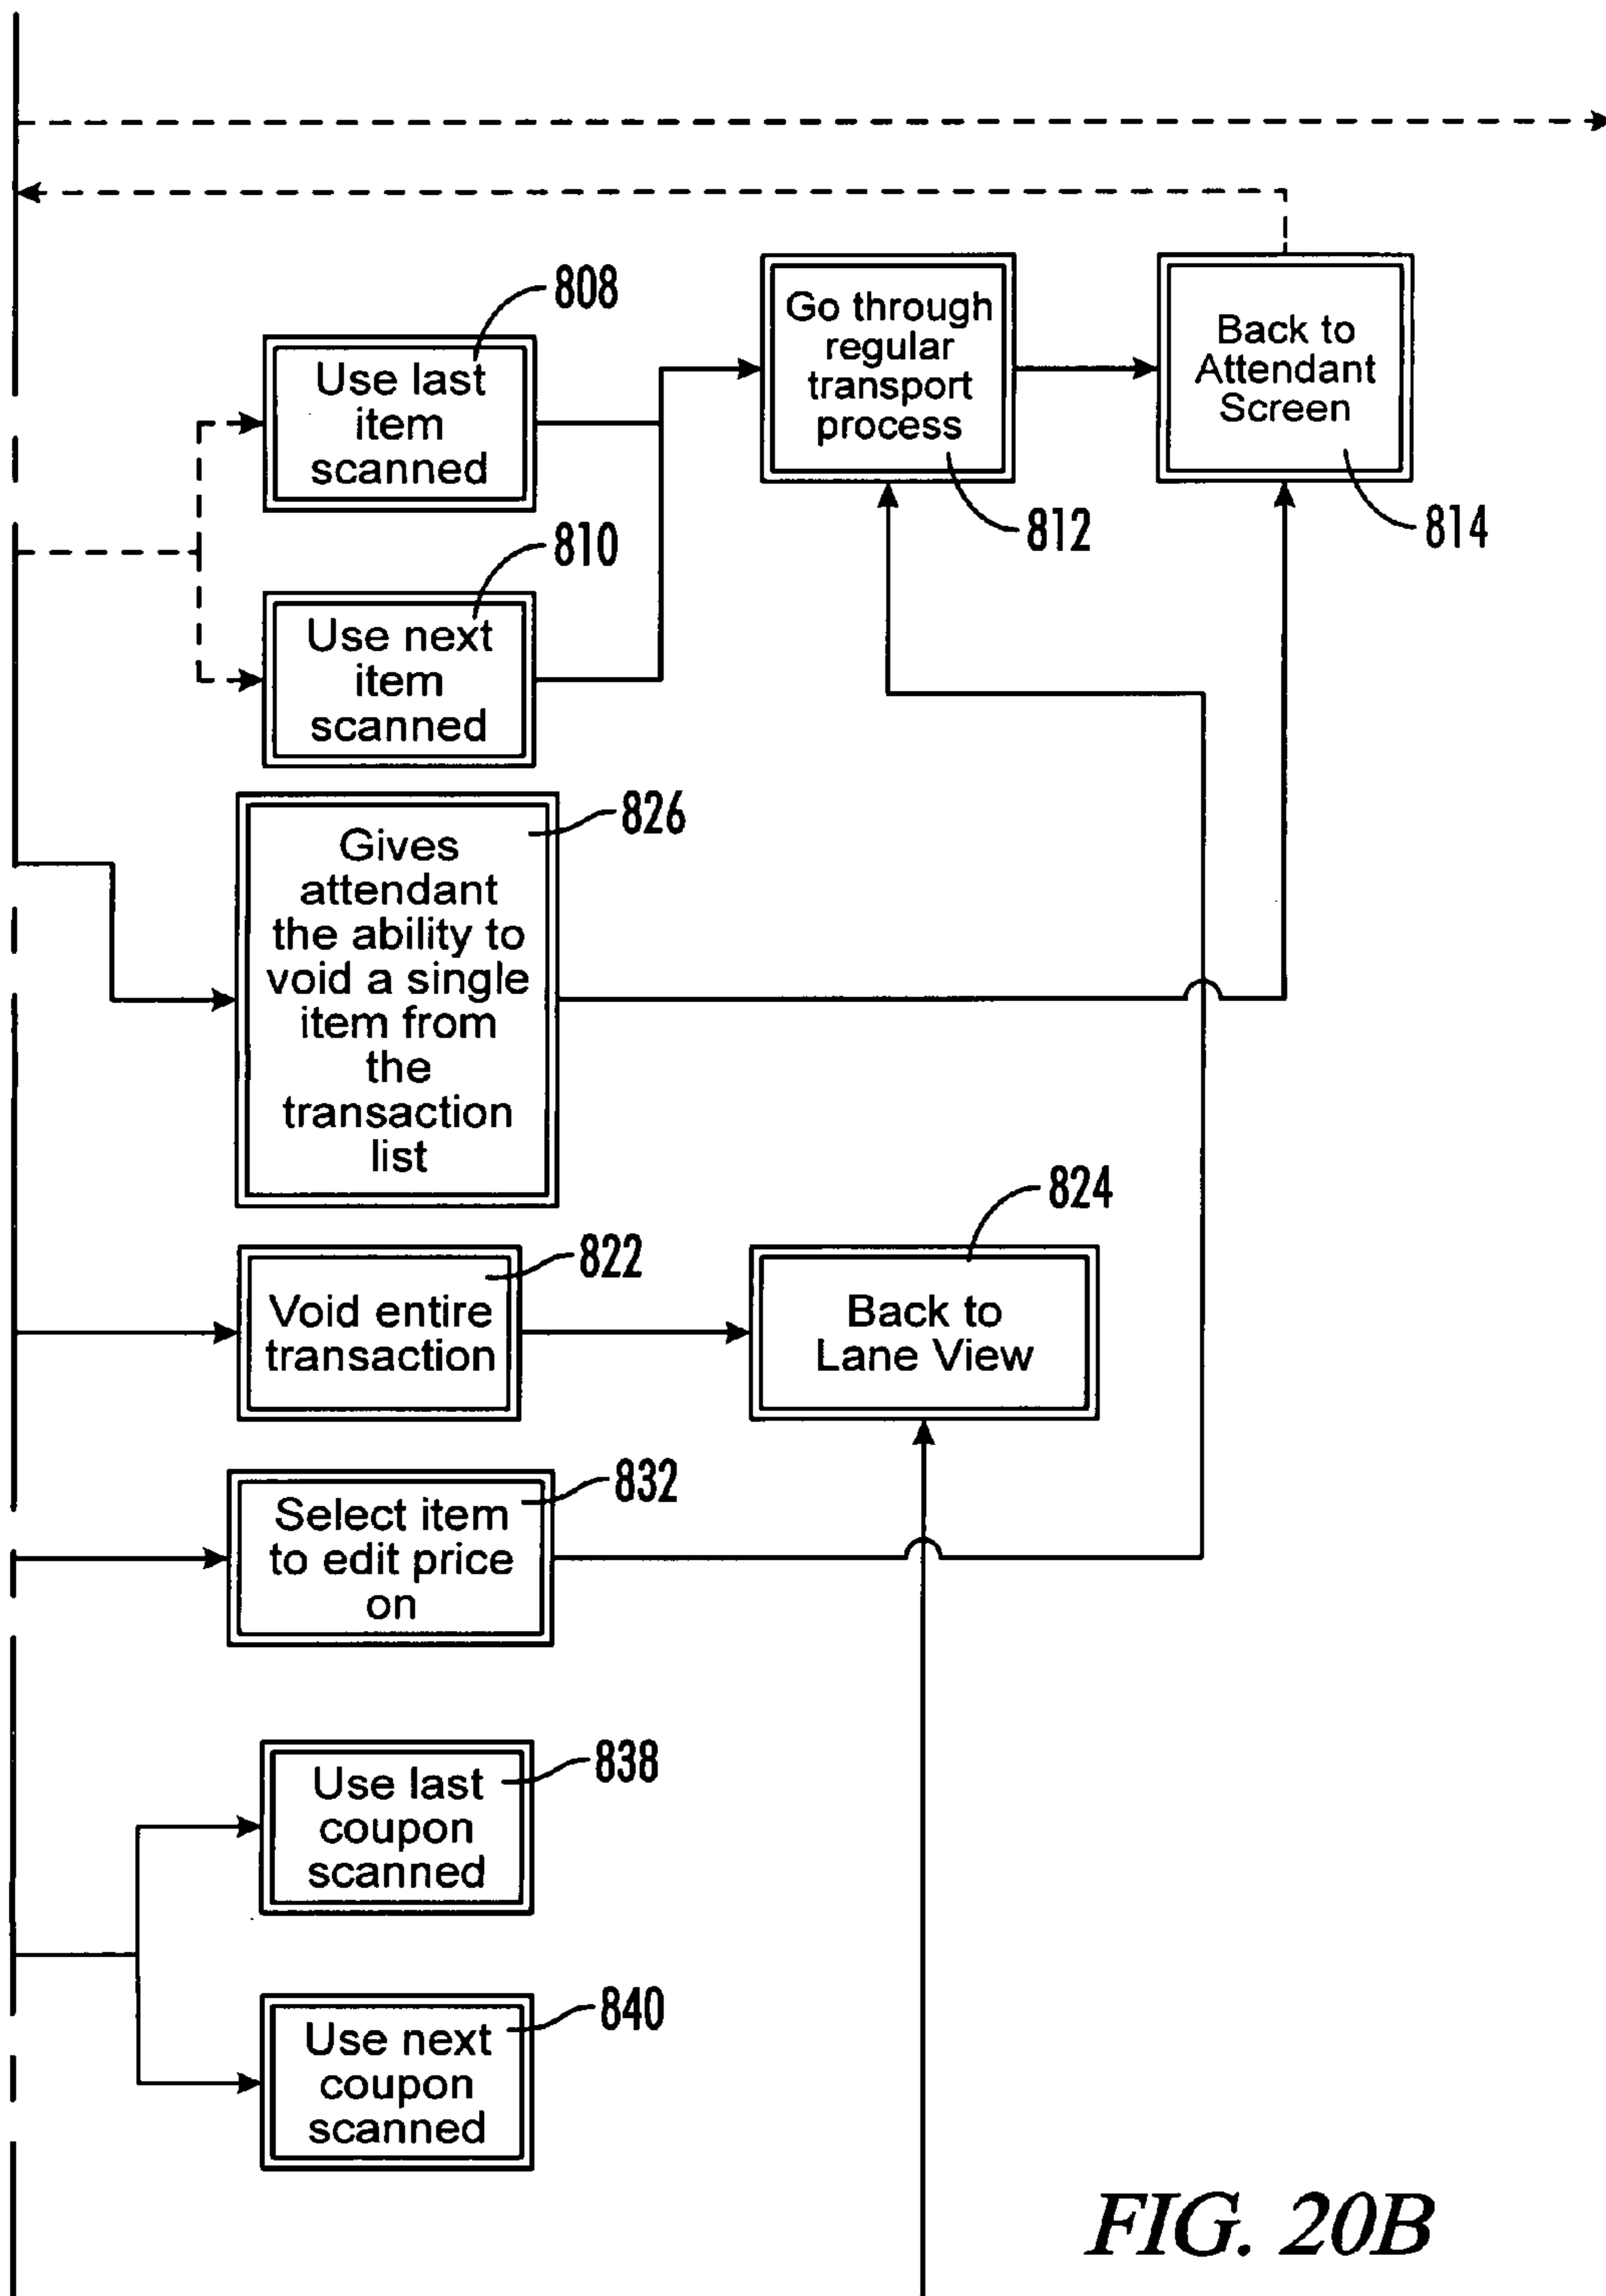 808
Use last
item
scanned
Go through
regular
transport
process
812
Back to
Attendant
Screen
814
810
Use next
item
scanned
826
Gives
attendant
the ability to
void a single
item from
the
transaction
list
822
Void entire
transaction
824
Back to
Lane View
832
Select item
to edit price
on
838
Use last
coupon
scanned
840
Use next
coupon
scanned
FIG. 20B